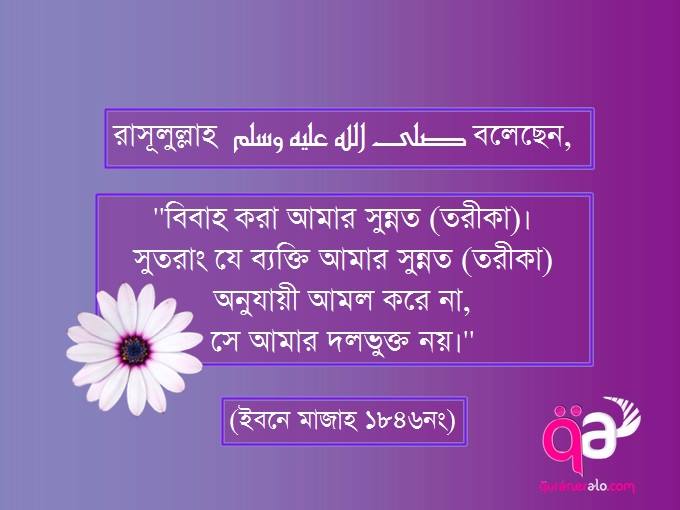 রাসূলুল্লাহ صلى الله عليه وسلم বলেছেন,
"বিবাহ করা আমার সুন্নত (তরীকা)।
সুতরাং যে ব্যক্তি আমার সুন্নত (তরীকা)
অনুযায়ী আমল করে না,
সে আমার দলভুক্ত নয়।"
(ইবনে মাজাহ ১৮৪৬নং)
qa
quraneralo.com